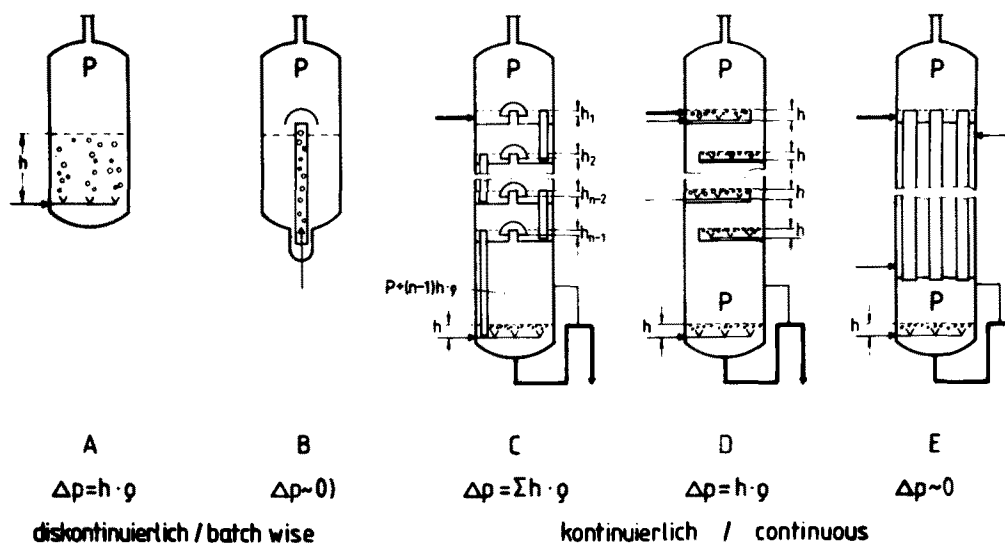 P P P P P
h h₁ h
h₂ h
hₙ₋₂ h
hₙ₋₁ h
P+(n-1)h·ρ P P
h h h
A B C D E
Δp=h·ρ Δp~0) Δp=Σh·ρ Δp=h·ρ Δp~0
diskontinuierlich / batch wise kontinuierlich / continuous